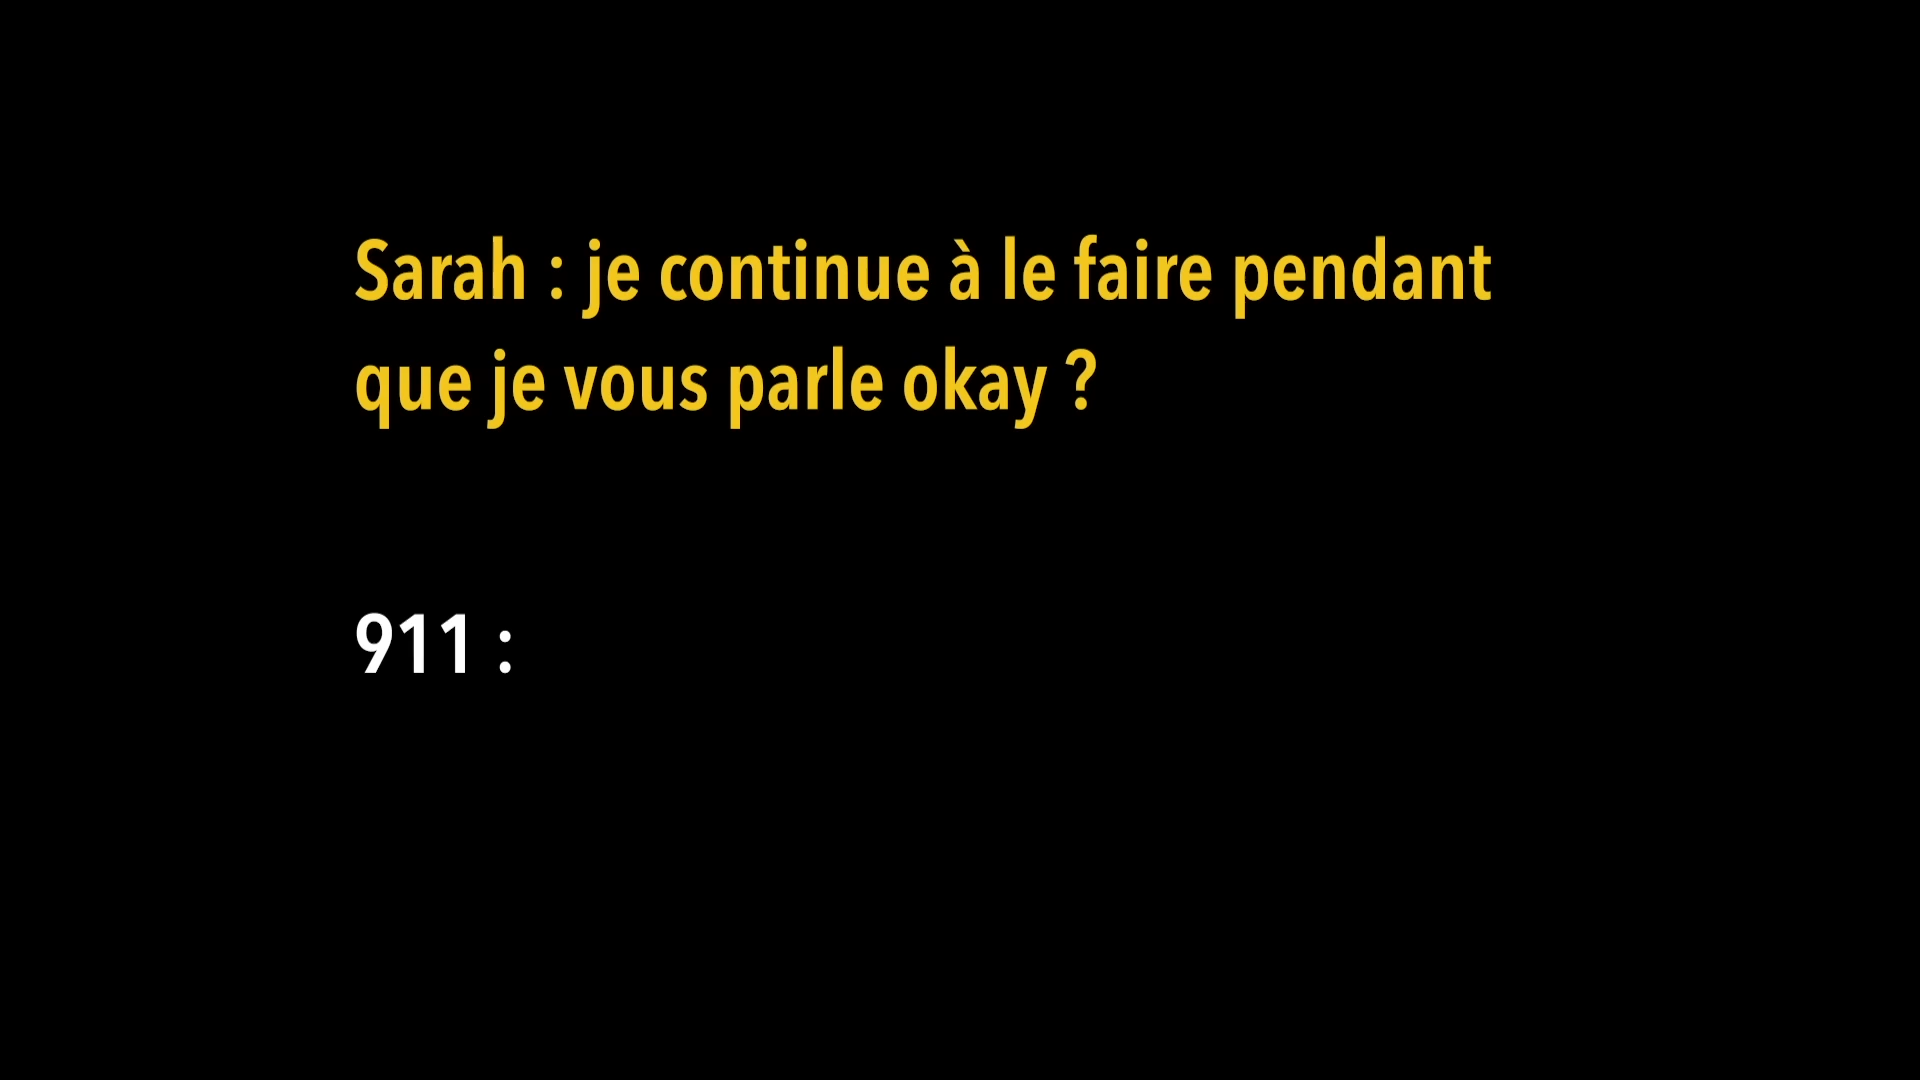 Sarah : je continue à le faire pendant
que je vous parle okay ?
911 :